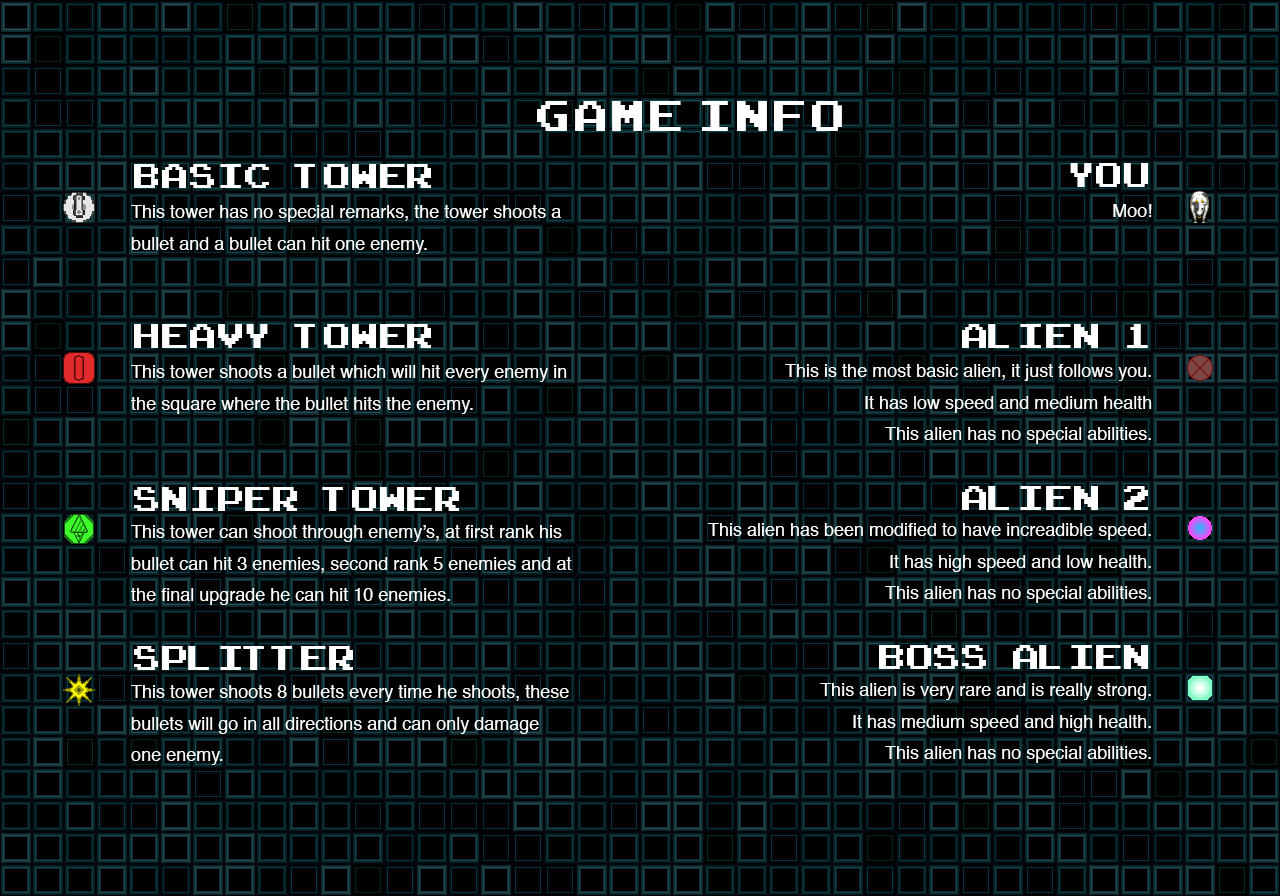 GAME INFO
BASIC TOWER
This tower has no special remarks, the tower shoots a
bullet and a bullet can hit one enemy.
HEAVY TOWER
This tower shoots a bullet which will hit every enemy in
the square where the bullet hits the enemy.
SNIPER TOWER
This tower can shoot through enemy’s, at first rank his
bullet can hit 3 enemies, second rank 5 enemies and at
the final upgrade he can hit 10 enemies.
SPLITTER
This tower shoots 8 bullets every time he shoots, these
bullets will go in all directions and can only damage
one enemy.
YOU
Moo!
ALIEN 1
This is the most basic alien, it just follows you.
It has low speed and medium health
This alien has no special abilities.
ALIEN 2
This alien has been modified to have increadible speed.
It has high speed and low health.
This alien has no special abilities.
BOSS ALIEN
This alien is very rare and is really strong.
It has medium speed and high health.
This alien has no special abilities.